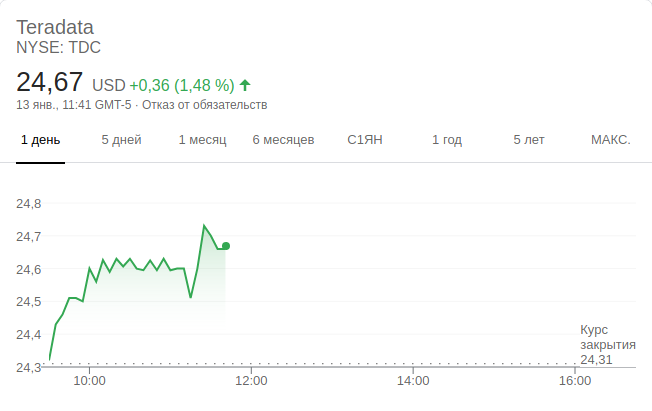 Teradata
NYSE: TDC
24,67 USD +0,36 (1,48 %)
13 янв., 11:41 GMT-5 · Отказ от обязательств
1 день 5 дней 1 месяц 6 месяцев С1ЯН 1 год 5 лет МАКС.
24,8
24,7
24,6
24,5
24,4
24,3
Курс
закрытия
24,31
10:00 12:00 14:00 16:00